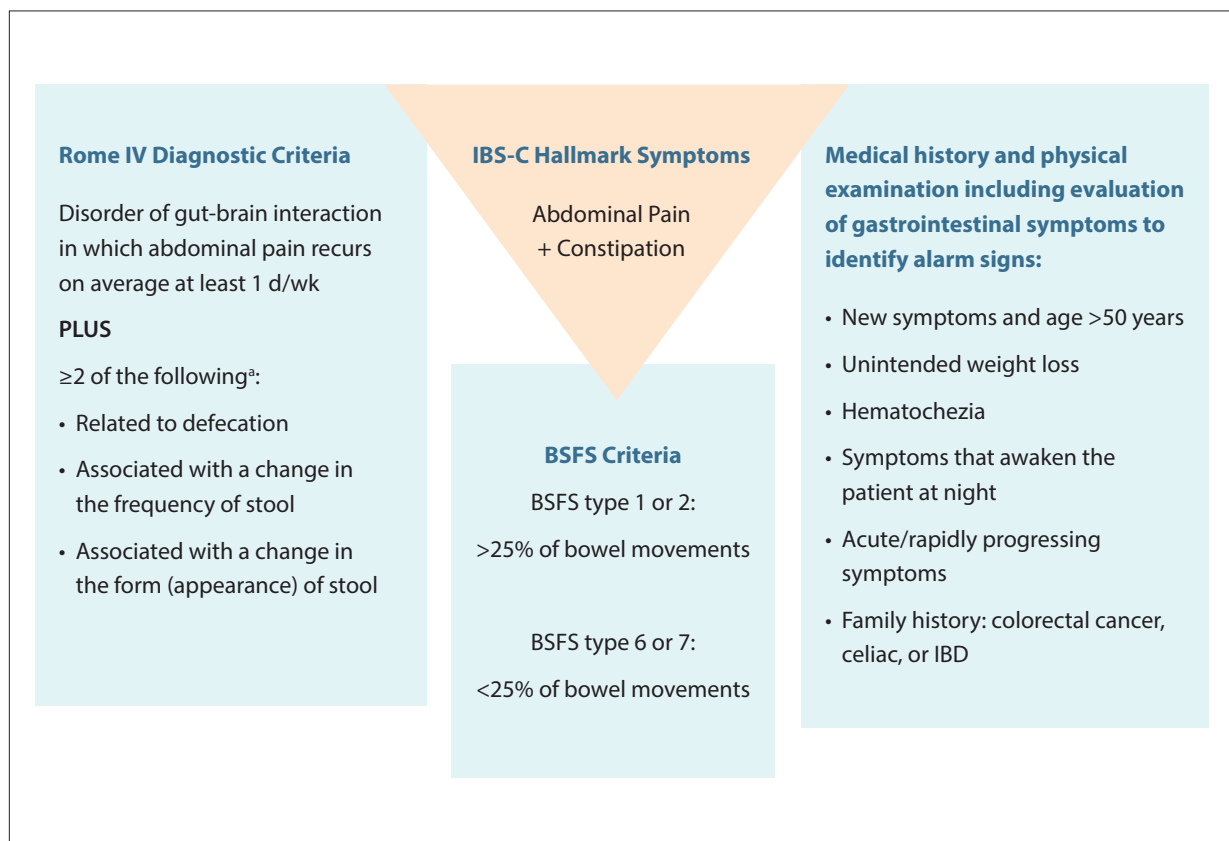 Rome IV Diagnostic Criteria
Disorder of gut-brain interaction
in which abdominal pain recurs
on average at least 1 d/wk
PLUS
≥2 of the followingᵃ:
• Related to defecation
• Associated with a change in
the frequency of stool
• Associated with a change in
the form (appearance) of stool
IBS-C Hallmark Symptoms
Abdominal Pain
+ Constipation
BSFS Criteria
BSFS type 1 or 2:
>25% of bowel movements
BSFS type 6 or 7:
<25% of bowel movements
Medical history and physical
examination including evaluation
of gastrointestinal symptoms to
identify alarm signs:
• New symptoms and age >50 years
• Unintended weight loss
• Hematochezia
• Symptoms that awaken the
patient at night
• Acute/rapidly progressing
symptoms
• Family history: colorectal cancer,
celiac, or IBD